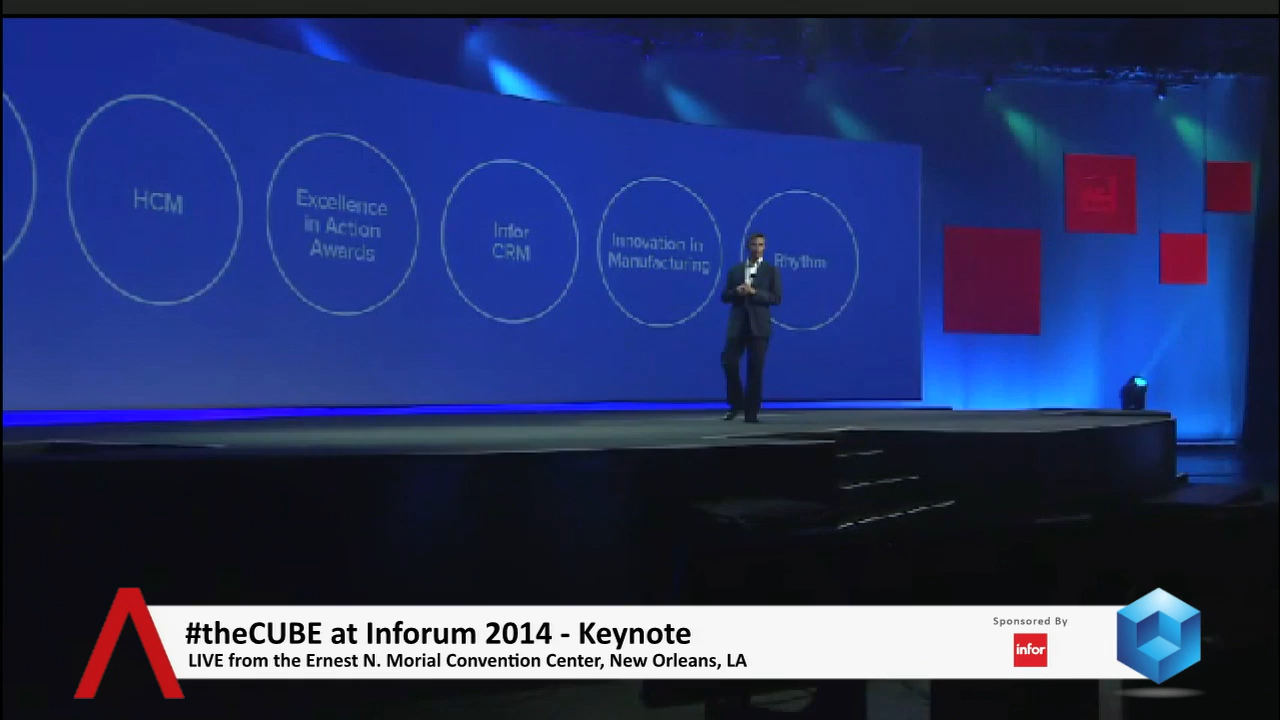 HCM
Excellence
in Action
Awards
Infor
CRM
Innovation in
Manufacturing
Rhythm
#theCUBE at Inforum 2014 - Keynote
LIVE from the Ernest N. Morial Convention Center, New Orleans, LA
Sponsored By
infor